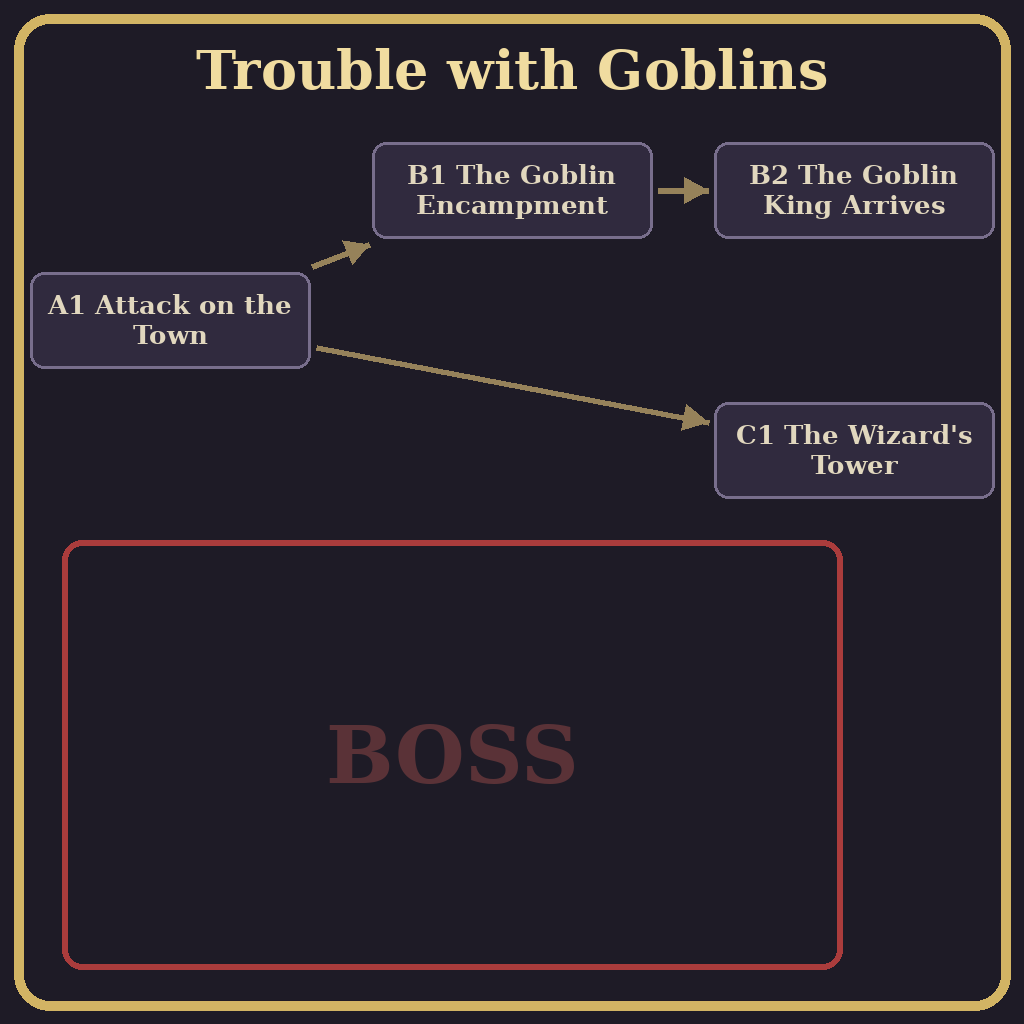 Trouble with Goblins
B1 The Goblin
Encampment
B2 The Goblin
King Arrives
A1 Attack on the
Town
C1 The Wizard's
Tower
BOSS